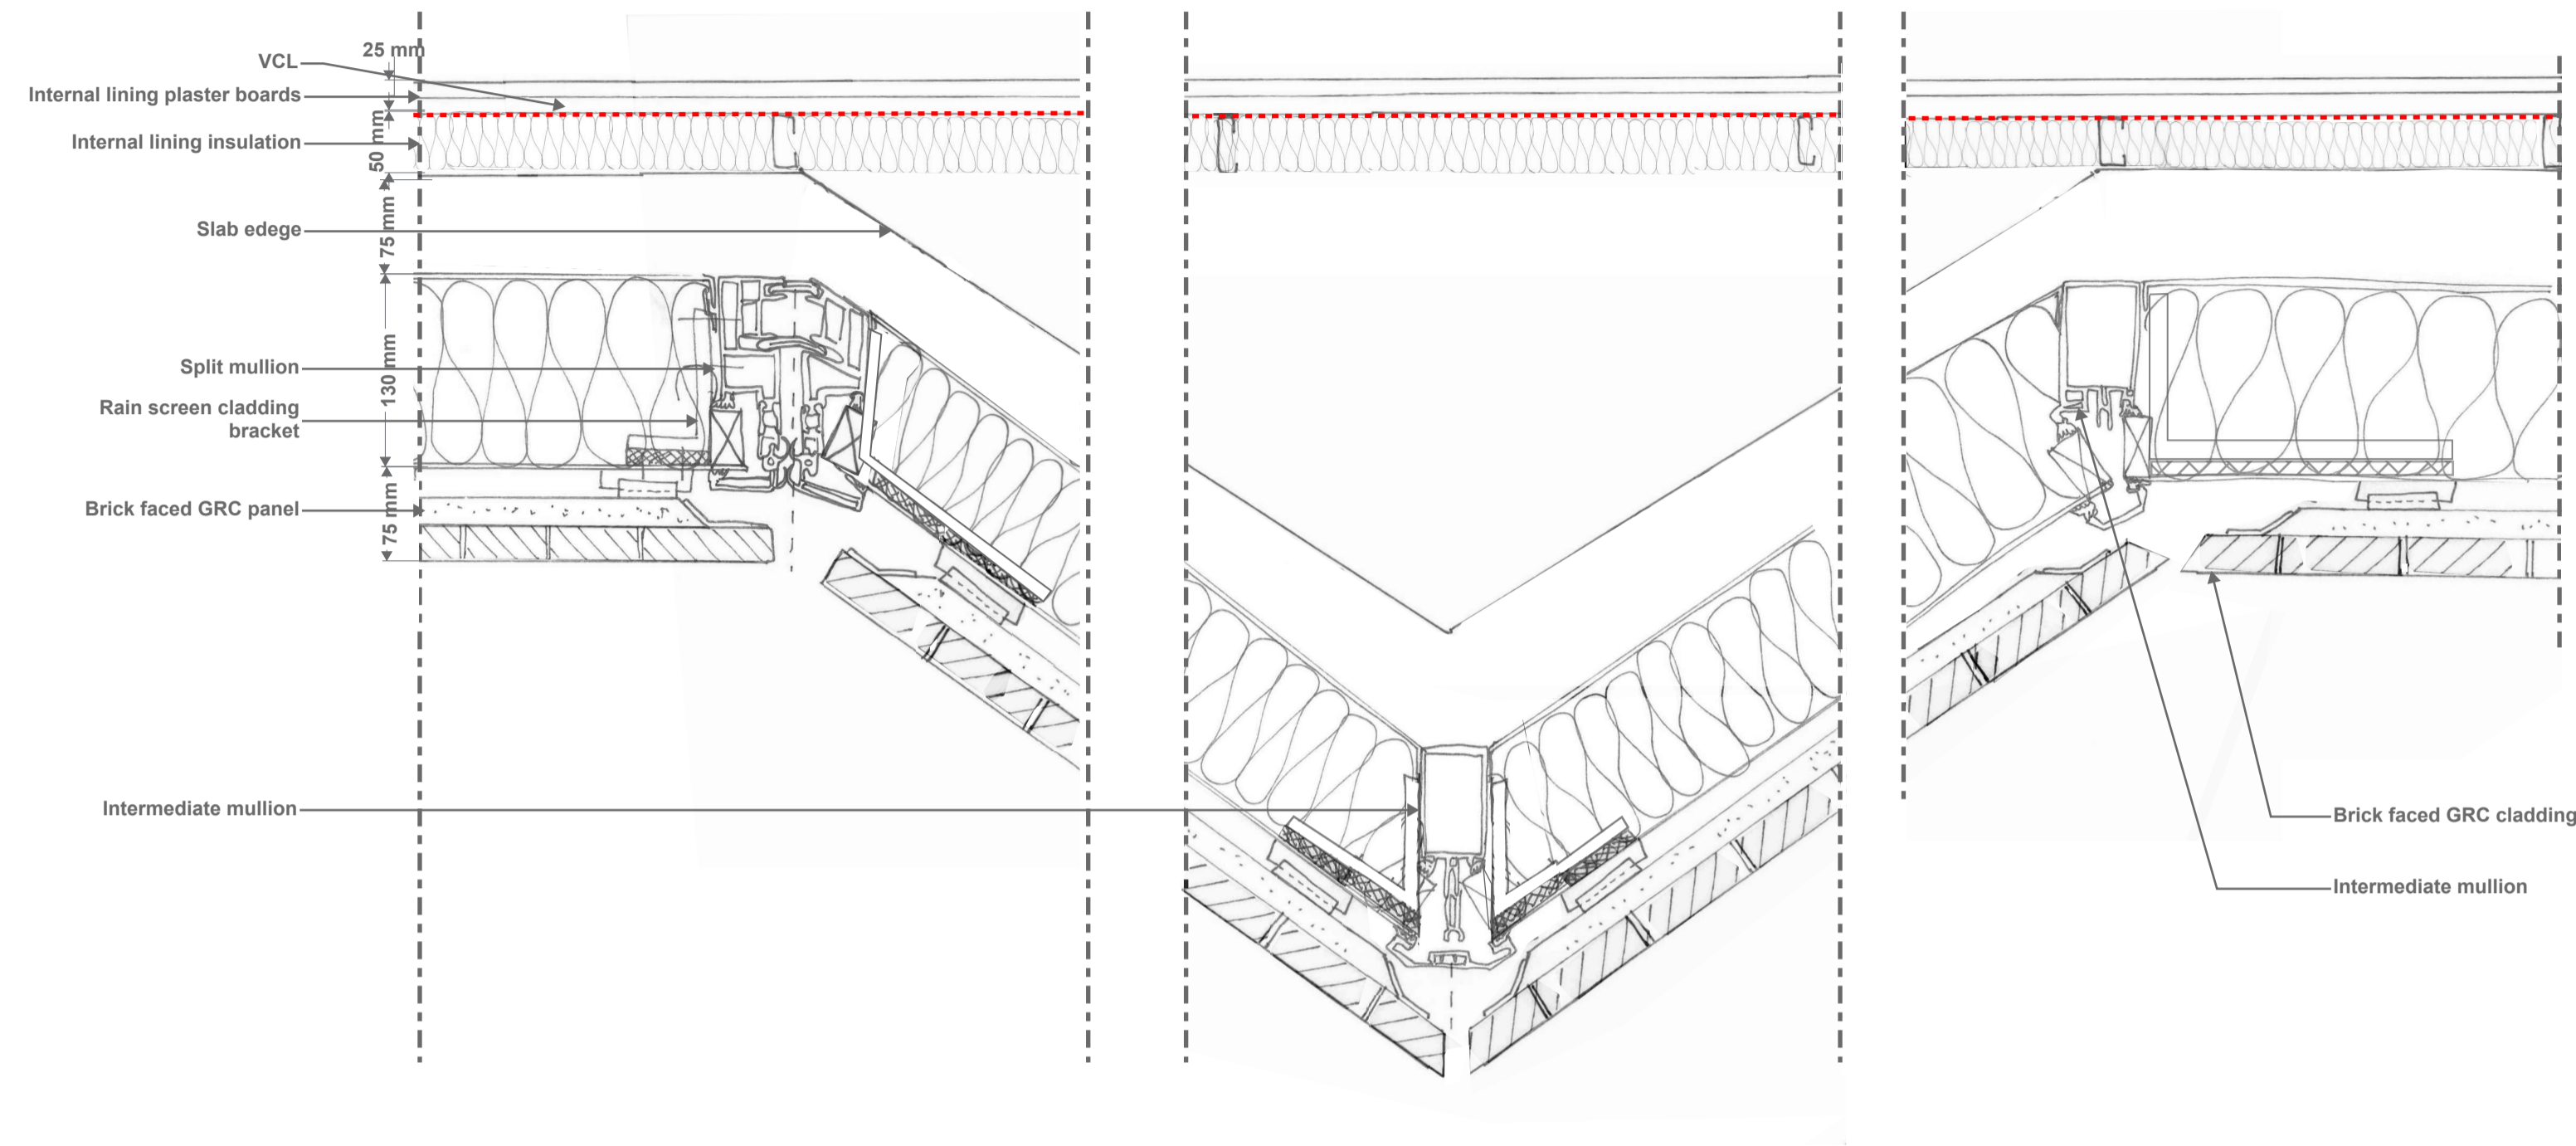 25 mm
VCL
Internal lining plaster boards
50 mm
Internal lining insulation
75 mm
Slab edege
130 mm
Split mullion
Rain screen cladding
bracket
75 mm
Brick faced GRC panel
Intermediate mullion
Brick faced GRC cladding
Intermediate mullion